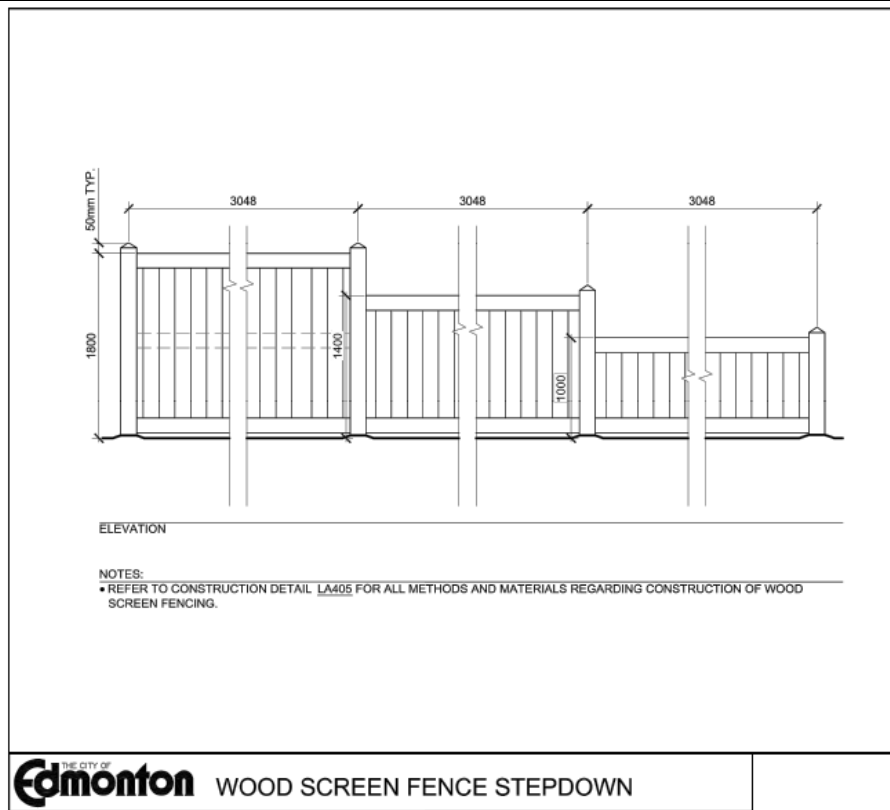 50mm TYP.
3048
3048
3048
1800
1400
1000
ELEVATION
NOTES:
• REFER TO CONSTRUCTION DETAIL LA405 FOR ALL METHODS AND MATERIALS REGARDING CONSTRUCTION OF WOOD
SCREEN FENCING.
THE CITY OF
Edmonton
WOOD SCREEN FENCE STEPDOWN